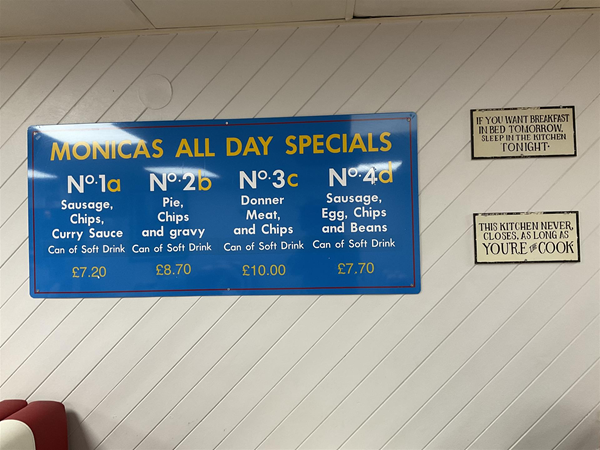 MONICAS ALL DAY SPECIALS
No.1a
Sausage,
Chips,
Curry Sauce
Can of Soft Drink
£7.20
No.2b
Pie,
Chips
and gravy
Can of Soft Drink
£8.70
No.3c
Donner
Meat,
and Chips
Can of Soft Drink
£10.00
No.4d
Sausage,
Egg, Chips
and Beans
Can of Soft Drink
£7.70
IF YOU WANT BREAKFAST
IN BED TOMORROW,
SLEEP IN THE KITCHEN
TONIGHT.
THIS KITCHEN NEVER,
CLOSES, AS LONG AS
YOURE THE COOK